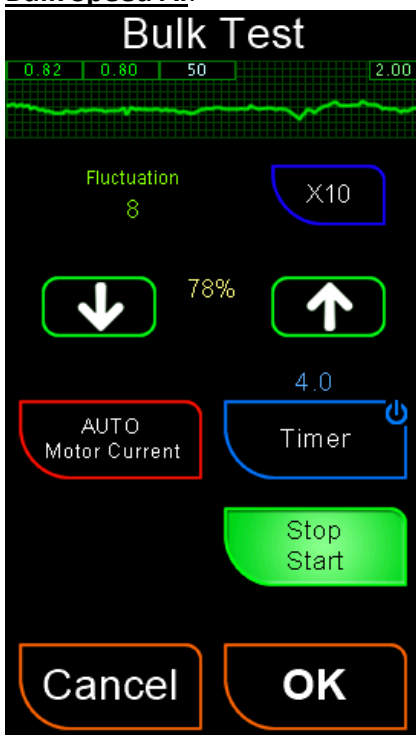 Bulk Test
0.82 0.80 50 2.00
Fluctuation
8
X10
78%
4.0
AUTO
Motor Current
Timer
Stop
Start
Cancel
OK